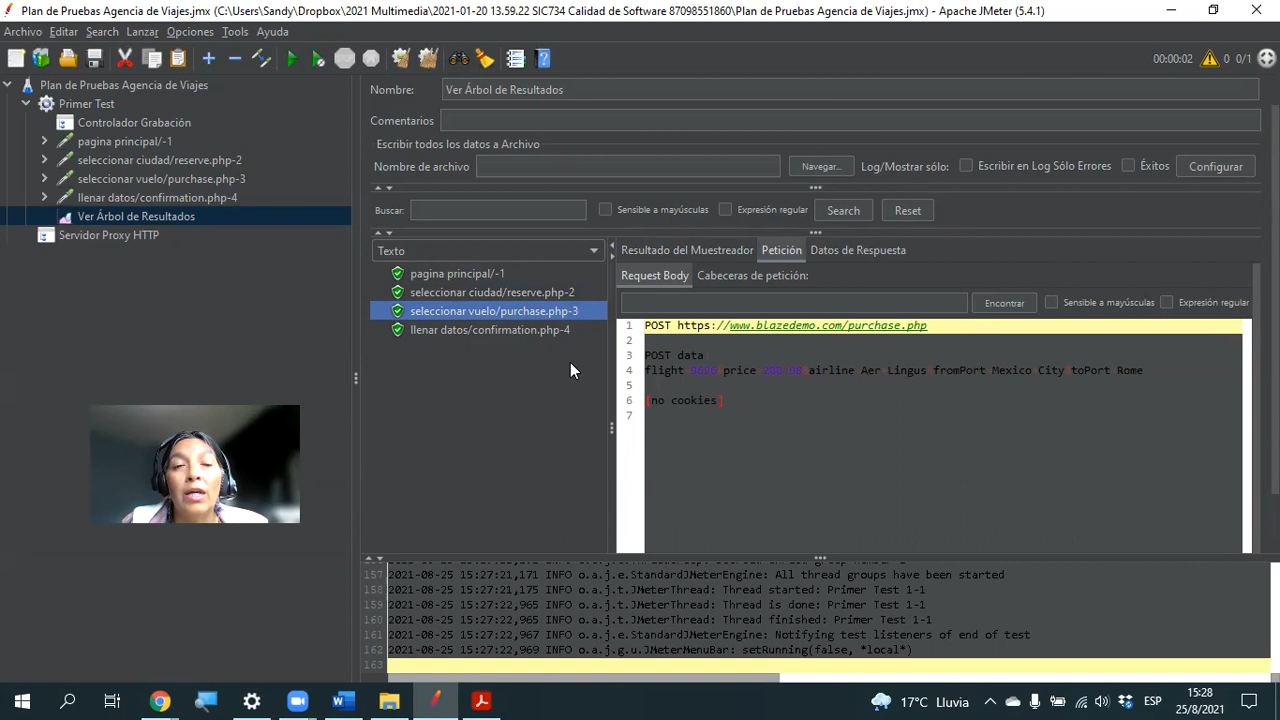 Plan de Pruebas Agencia de Viajes.jmx (C:\Users\Sandy\Dropbox\2021 Multimedia\2021-01-20 13.59.22 SIC734 Calidad de Software 87098551860\Plan de Pruebas Agencia de Viajes.jmx) - Apache JMeter (5.4.1)
Archivo Editar Search Lanzar Opciones Tools Ayuda
00:00:02 0 0/1
Plan de Pruebas Agencia de Viajes
Primer Test
Controlador Grabación
pagina principal/-1
seleccionar ciudad/reserve.php-2
seleccionar vuelo/purchase.php-3
llenar datos/confirmation.php-4
Ver Árbol de Resultados
Servidor Proxy HTTP
Nombre: Ver Árbol de Resultados
Comentarios
Escribir todos los datos a Archivo
Nombre de archivo Navegar... Log/Mostrar sólo: Escribir en Log Sólo Errores Éxitos Configurar
Buscar: Sensible a mayúsculas Expresión regular Search Reset
Texto
pagina principal/-1
seleccionar ciudad/reserve.php-2
seleccionar vuelo/purchase.php-3
llenar datos/confirmation.php-4
Resultado del Muestreador Petición Datos de Respuesta
Request Body Cabeceras de petición:
Encontrar Sensible a mayúsculas Expresión regular
1 POST https://www.blazedemo.com/purchase.php
2
3 POST data
4 flight 9696 price 200 98 airline Aer Lingus fromPort Mexico City toPort Rome
5
6 [no cookies]
7
157 2021-08-25 15:27:21,171 INFO o.a.j.e.StandardJMeterEngine: All thread groups have been started
158 2021-08-25 15:27:21,175 INFO o.a.j.t.JMeterThread: Thread started: Primer Test 1-1
159 2021-08-25 15:27:22,965 INFO o.a.j.t.JMeterThread: Thread is done: Primer Test 1-1
160 2021-08-25 15:27:22,965 INFO o.a.j.t.JMeterThread: Thread finished: Primer Test 1-1
161 2021-08-25 15:27:22,967 INFO o.a.j.e.StandardJMeterEngine: Notifying test listeners of end of test
162 2021-08-25 15:27:22,969 INFO o.a.j.g.u.JMeterMenuBar: setRunning(false, *local*)
163
17°C Lluvia ESP 15:28
25/8/2021